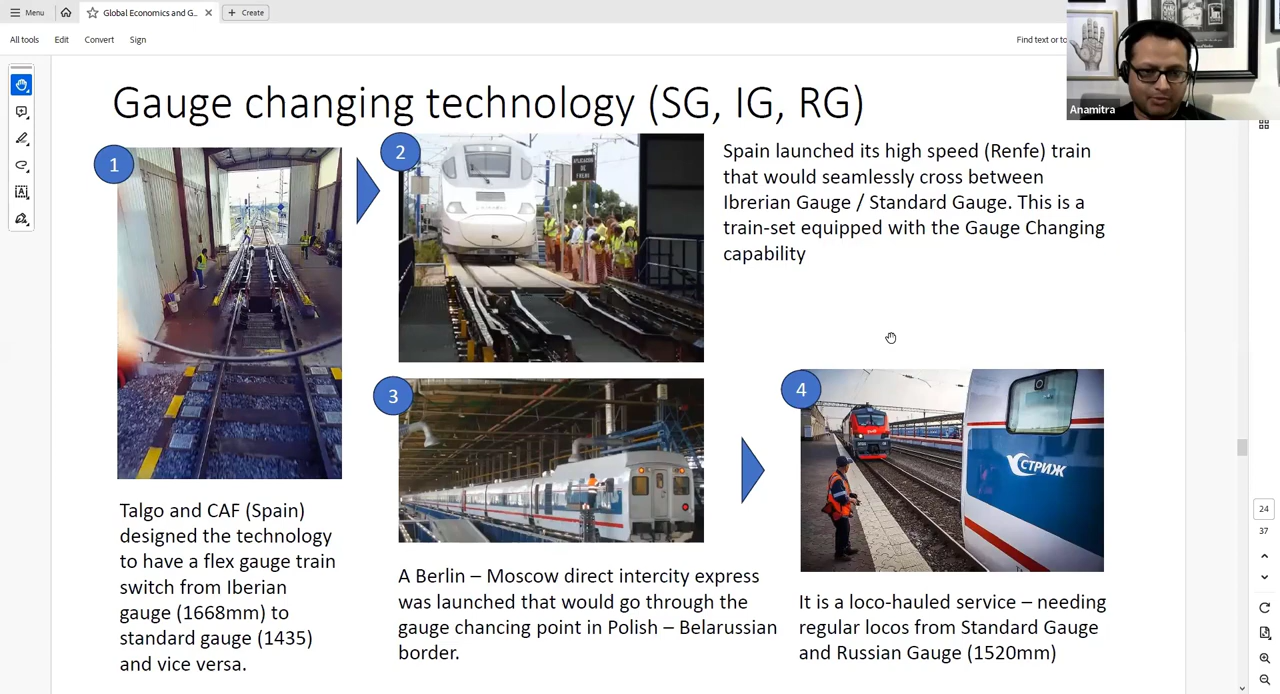 Menu
Global Economics and G...
Create
All tools
Edit
Convert
Sign
Find text or to
Anamitra
Gauge changing technology (SG, IG, RG)
1
2
Spain launched its high speed (Renfe) train
that would seamlessly cross between
Ibrerian Gauge / Standard Gauge. This is a
train-set equipped with the Gauge Changing
capability
3
4
СТРИЖ
Talgo and CAF (Spain)
designed the technology
to have a flex gauge train
switch from Iberian
gauge (1668mm) to
standard gauge (1435)
and vice versa.
A Berlin – Moscow direct intercity express
was launched that would go through the
gauge chancing point in Polish – Belarussian
border.
It is a loco-hauled service – needing
regular locos from Standard Gauge
and Russian Gauge (1520mm)
24
37